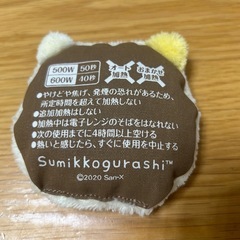 500W 50秒
600W 40秒
オート加熱
おまかせ加熱
●やけどや焦げ、発煙の恐れがあるため、
所定時間を超えて加熱しない
●追加加熱はしない
●加熱中は電子レンジのそばをはなれない
●次の使用までに4時間以上空ける
●熱いと感じたら、すぐに使用を中止する
Sumikkogurashi™
©2020 San-X